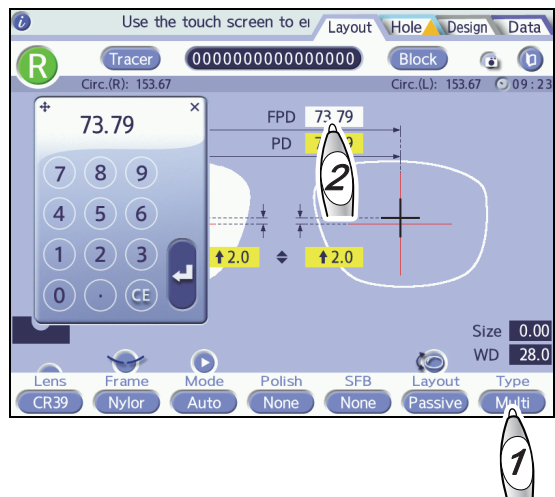 Use the touch screen to e
Layout
Hole
Design
Data
R
Tracer
0000000000000000
Block
Circ.(R): 153.67
Circ.(L): 153.67
09:23
73.79
FPD 73.79
PD
7 8 9
4 5 6
1 2 3
0 . CE
2
2.0
2.0
Size 0.00
WD 28.0
Lens Frame Mode Polish SFB Layout Type
CR39 Nylor Auto None None Passive Multi
1